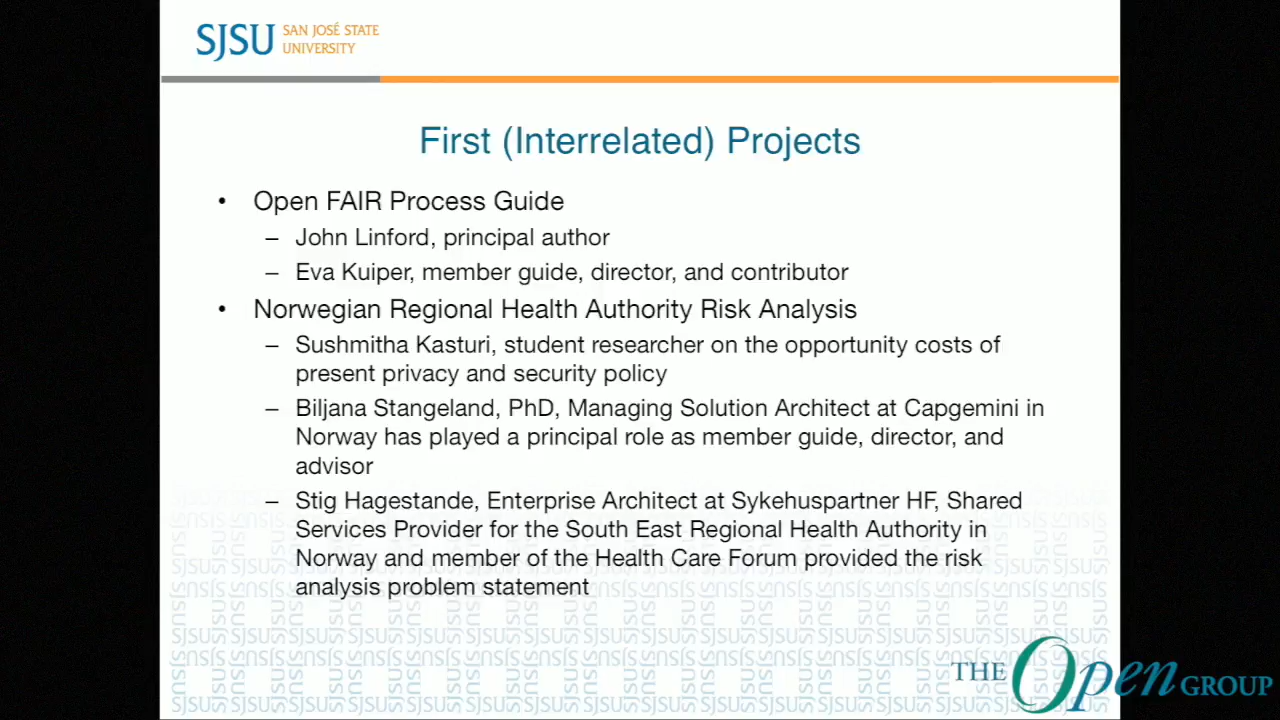 SJSU SAN JOSÉ STATE
UNIVERSITY
First (Interrelated) Projects
• Open FAIR Process Guide
– John Linford, principal author
– Eva Kuiper, member guide, director, and contributor
• Norwegian Regional Health Authority Risk Analysis
– Sushmitha Kasturi, student researcher on the opportunity costs of
present privacy and security policy
– Biljana Stangeland, PhD, Managing Solution Architect at Capgemini in
Norway has played a principal role as member guide, director, and
advisor
– Stig Hagestande, Enterprise Architect at Sykehuspartner HF, Shared
Services Provider for the South East Regional Health Authority in
Norway and member of the Health Care Forum provided the risk
analysis problem statement
THE Open GROUP